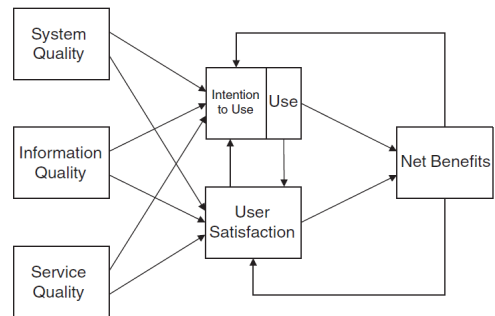 System
Quality
Intention
to Use
Use
Information
Quality
Net Benefits
User
Satisfaction
Service
Quality